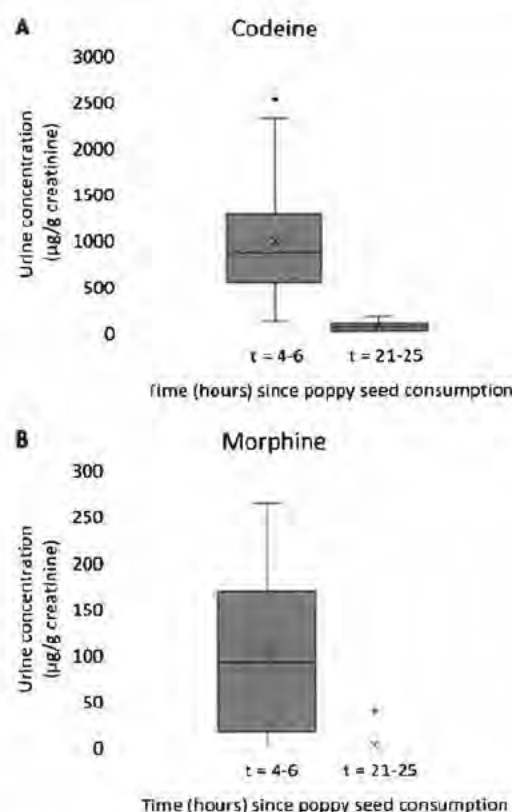 A
Codeine
3000
2500
2000
1500
1000
500
0
Urine concentration
(µg/g creatinine)
t = 4-6 t = 21-25
Time (hours) since poppy seed consumption
B
Morphine
300
250
200
150
100
50
0
Urine concentration
(µg/g creatinine)
t = 4-6 t = 21-25
Time (hours) since poppy seed consumption